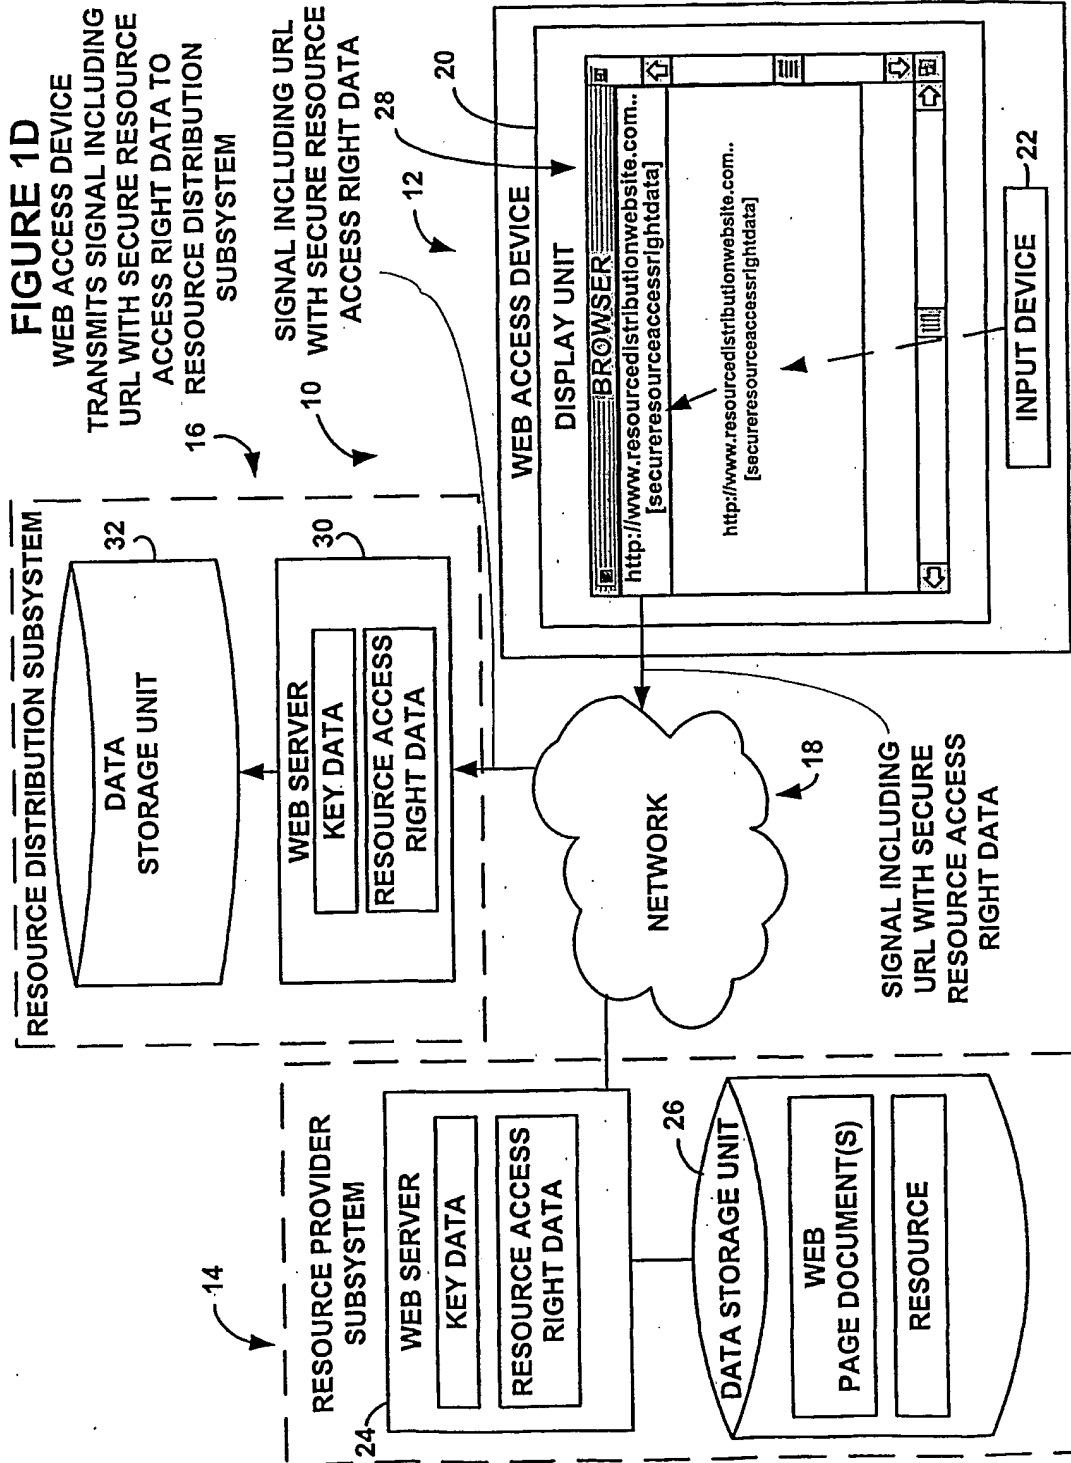 FIGURE 1D
WEB ACCESS DEVICE
TRANSMITS SIGNAL INCLUDING
URL WITH SECURE RESOURCE
ACCESS RIGHT DATA TO
RESOURCE DISTRIBUTION
SUBSYSTEM
16
10
SIGNAL INCLUDING URL
WITH SECURE RESOURCE
ACCESS RIGHT DATA
12
28
20
RESOURCE DISTRIBUTION SUBSYSTEM
DATA
STORAGE UNIT
32
WEB SERVER
30
KEY DATA
RESOURCE ACCESS
RIGHT DATA
NETWORK
18
SIGNAL INCLUDING
URL WITH SECURE
RESOURCE ACCESS
RIGHT DATA
WEB ACCESS DEVICE
DISPLAY UNIT
BROWSER
http://www.resourcedistributionwebsite.com..
[secureresourceaccessrightdata]
http://www.resourcedistributionwebsite.com..
[secureresourceaccessrightdata]
INPUT DEVICE
22
14
RESOURCE PROVIDER
SUBSYSTEM
24
WEB SERVER
KEY DATA
RESOURCE ACCESS
RIGHT DATA
DATA STORAGE UNIT
26
WEB
PAGE DOCUMENT(S)
RESOURCE